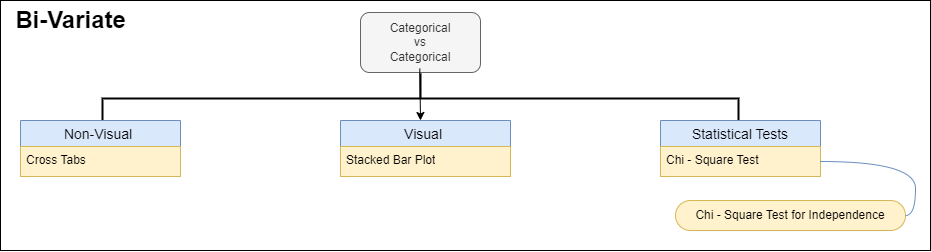 Bi-Variate
Categorical
vs
Categorical
Non-Visual
Cross Tabs
Visual
Stacked Bar Plot
Statistical Tests
Chi - Square Test
Chi - Square Test for Independence